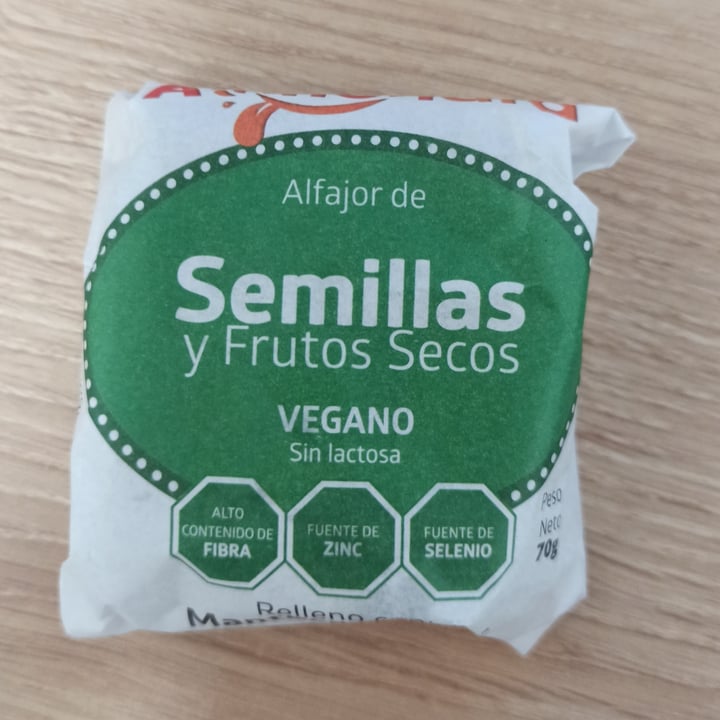 Alfajor de
Semillas
y Frutos Secos
VEGANO
Sin lactosa
ALTO
CONTENIDO DE
FIBRA
FUENTE DE
ZINC
FUENTE DE
SELENIO
Peso
Neto
70g
Relleno